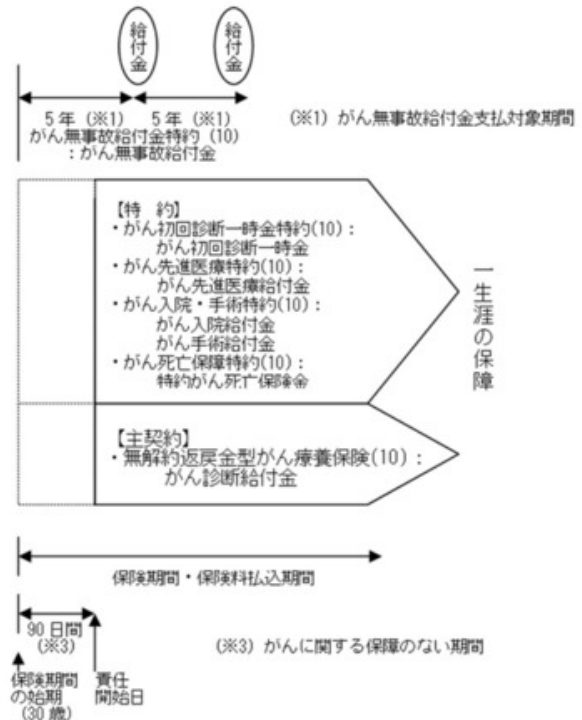 給付金
給付金
5年（※1）
5年（※1）
がん無事故給付金特約（10）
：がん無事故給付金
（※1）がん無事故給付金支払対象期間
【特　約】
・がん初回診断一時金特約(10)：
がん初回診断一時金
・がん先進医療特約(10)：
がん先進医療給付金
・がん入院・手術特約(10)：
がん入院給付金
がん手術給付金
・がん死亡保障特約(10)：
特約がん死亡保険金
一生涯の保障
【主契約】
・無解約返戻金型がん療養保険(10)：
がん診断給付金
保険期間・保険料払込期間
90日間
（※3）
（※3）がんに関する保障のない期間
保険期間
の始期
（30歳）
責任
開始日